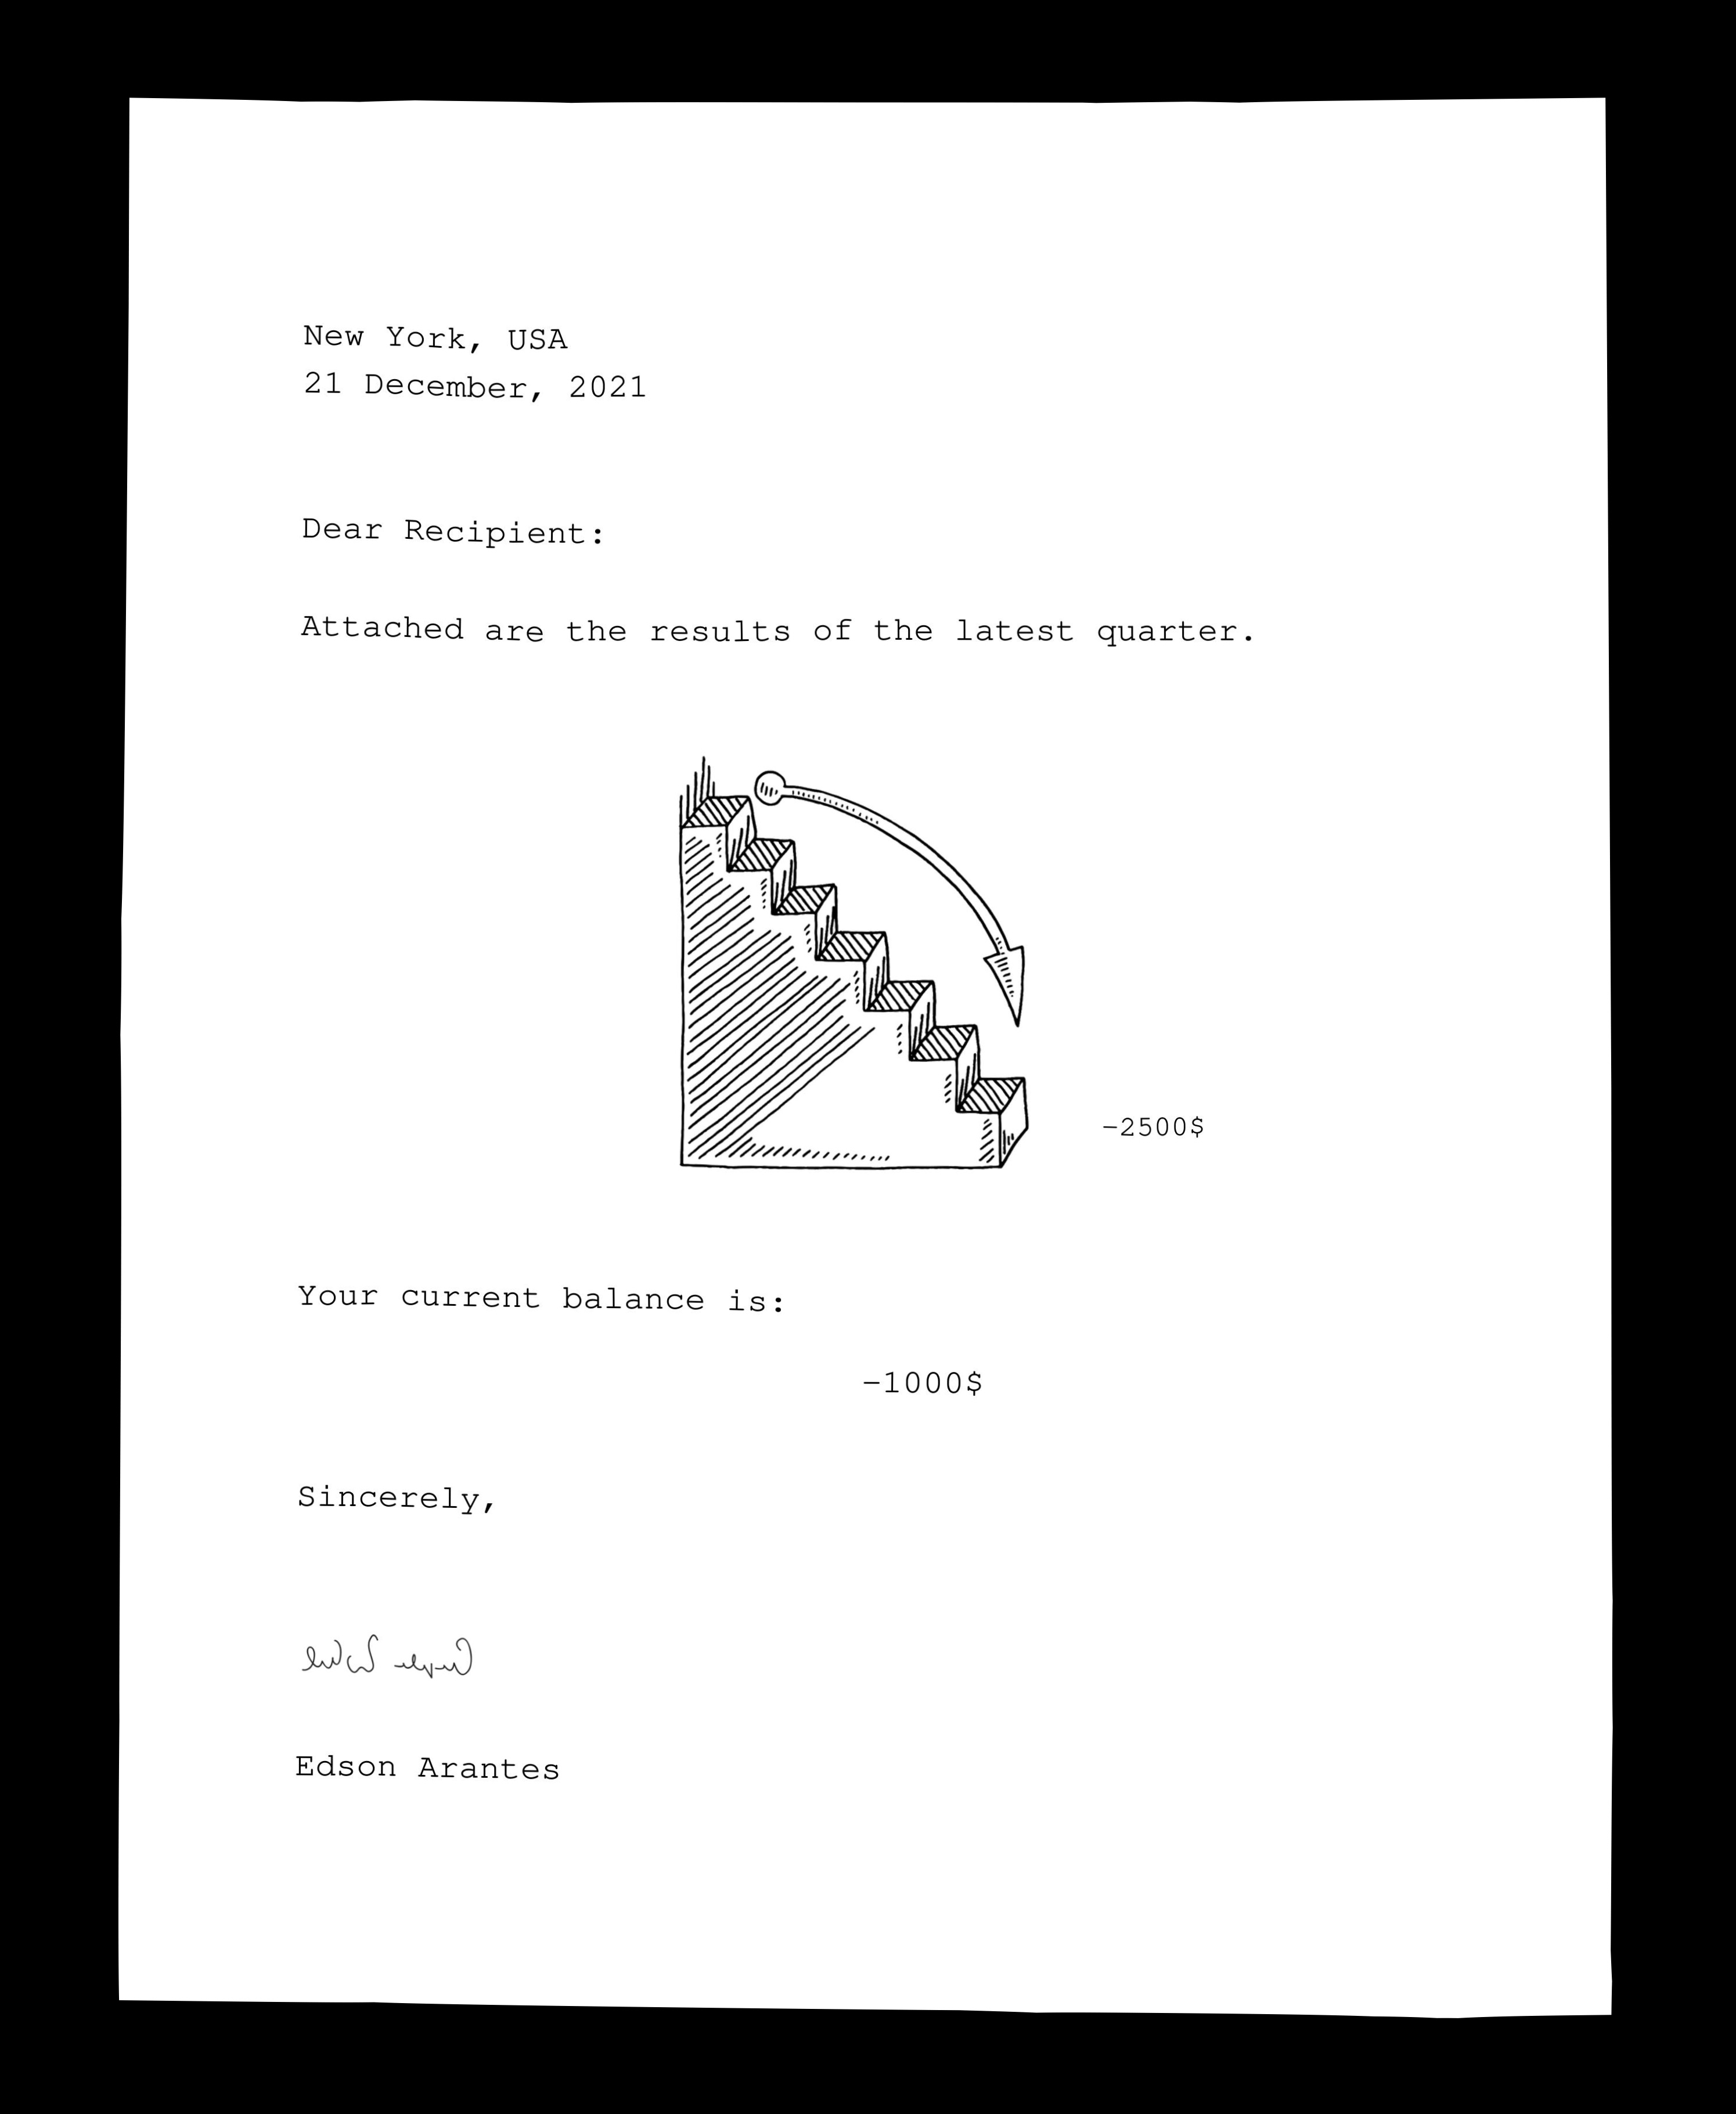 New York, USA
21 December, 2021
Dear Recipient:
Attached are the results of the latest quarter.
-2500$
Your current balance is:
-1000$
Sincerely,
Edson Arantes